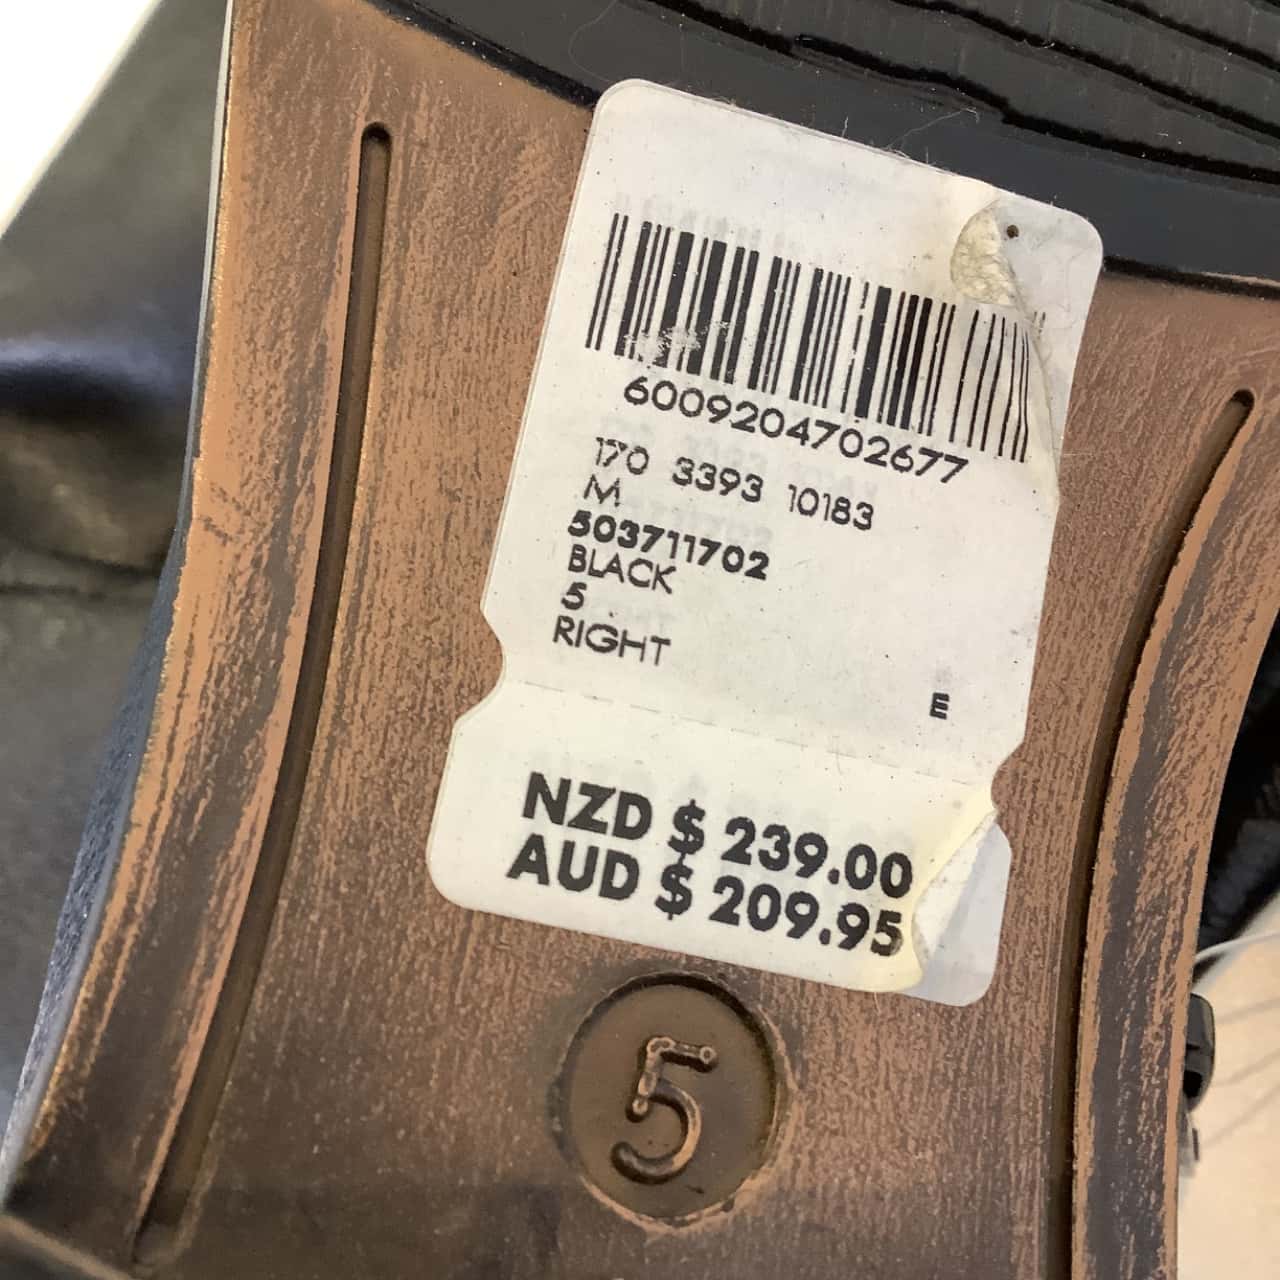 6009204702677
170 3393 10183
M
503711702
BLACK
5
RIGHT
E
NZD $ 239.00
AUD $ 209.95
5